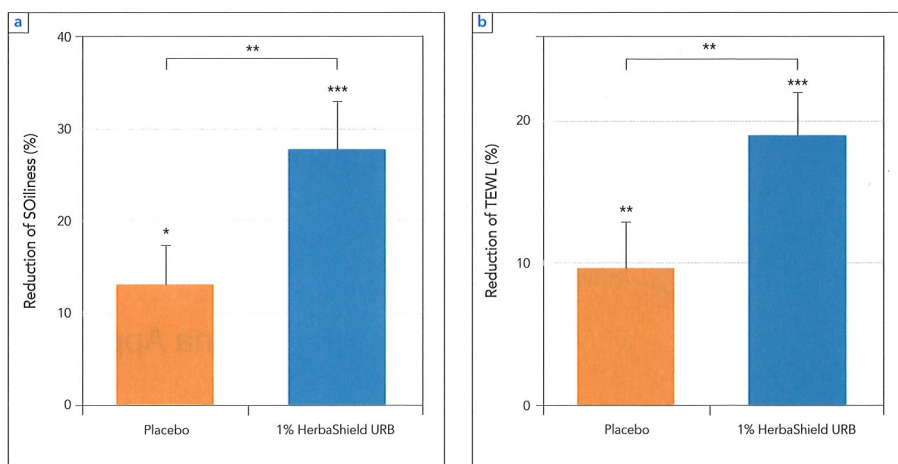 a
40
30
20
10
0
Reduction of SOiliness (%)
**
*
***
Placebo
1% HerbaShield URB
b
20
10
0
Reduction of TEWL (%)
**
**
***
Placebo
1% HerbaShield URB